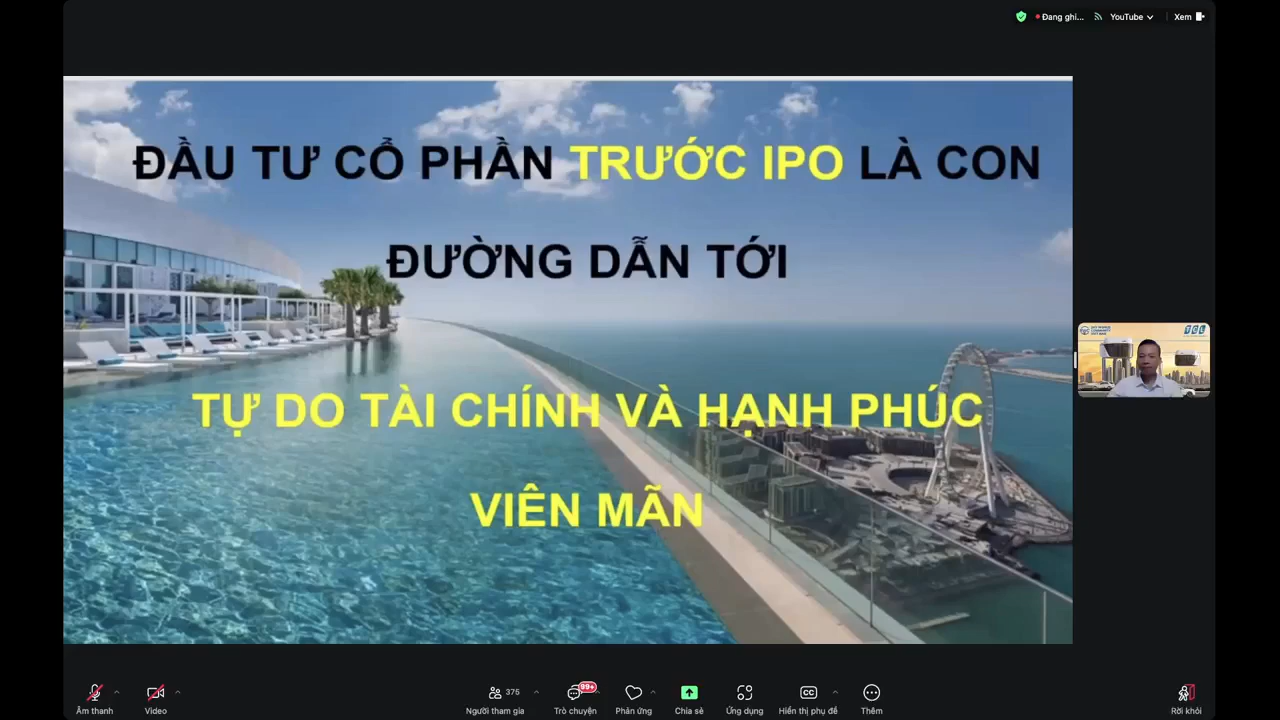 Đang ghi...
YouTube
Xem
ĐẦU TƯ CỔ PHẦN TRƯỚC IPO LÀ CON
ĐƯỜNG DẪN TỚI
TỰ DO TÀI CHÍNH VÀ HẠNH PHÚC
VIÊN MÃN
Âm thanh
Video
375
Người tham gia
99+
Trò chuyện
Phản ứng
Chia sẻ
Ứng dụng
CC
Hiển thị phụ đề
Thêm
Rời khỏi